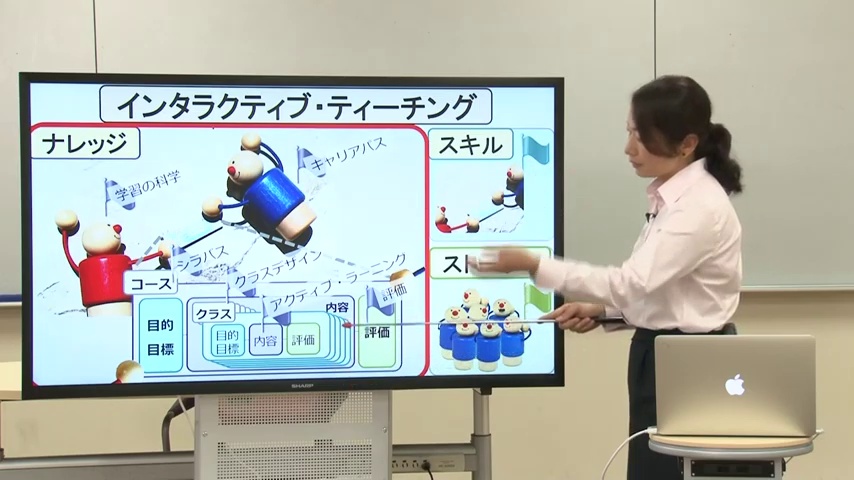 インタラクティブ・ティーチング
ナレッジ
スキル
キャリアパス
学習の科学
シラバス
クラスデザイン
アクティブ・ラーニング
評価
コース
目的
目標
クラス
目的
目標
内容
評価
内容
評価
SHARP